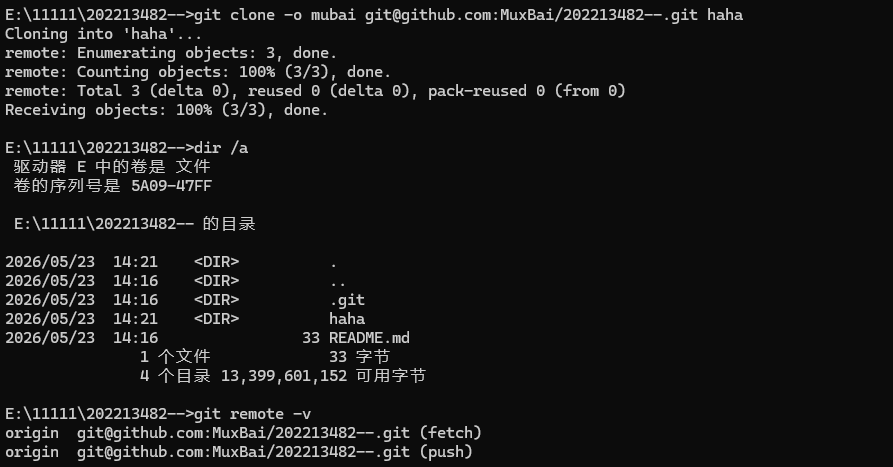 E:\11111\202213482-->git clone -o mubai git@github.com:MuxBai/202213482--.git haha
Cloning into 'haha'...
remote: Enumerating objects: 3, done.
remote: Counting objects: 100% (3/3), done.
remote: Total 3 (delta 0), reused 0 (delta 0), pack-reused 0 (from 0)
Receiving objects: 100% (3/3), done.
E:\11111\202213482-->dir /a
驱动器 E 中的卷是 文件
卷的序列号是 5A09-47FF
E:\11111\202213482-- 的目录
2026/05/23  14:21    <DIR>          .
2026/05/23  14:16    <DIR>          ..
2026/05/23  14:16    <DIR>          .git
2026/05/23  14:21    <DIR>          haha
2026/05/23  14:16                33 README.md
1 个文件             33 字节
4 个目录 13,399,601,152 可用字节
E:\11111\202213482-->git remote -v
origin  git@github.com:MuxBai/202213482--.git (fetch)
origin  git@github.com:MuxBai/202213482--.git (push)